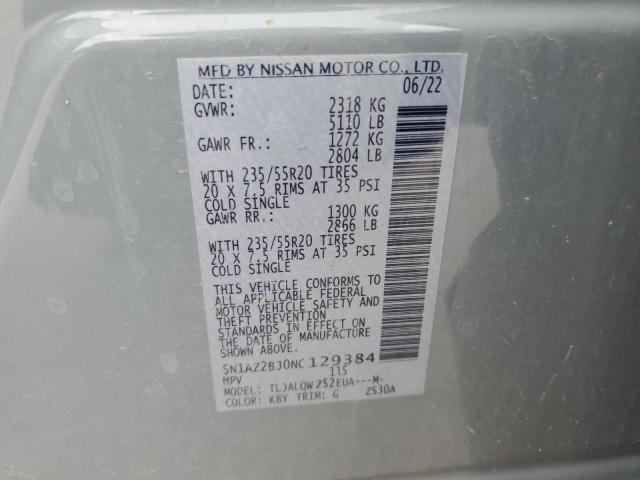 MFD BY NISSAN MOTOR CO., LTD.
DATE: 06/22
GVWR: 2318 KG
5110 LB
GAWR FR.: 1272 KG
2804 LB
WITH 235/55R20 TIRES
20 X 7.5 RIMS AT 35 PSI
COLD SINGLE
GAWR RR.: 1300 KG
2866 LB
WITH 235/55R20 TIRES
20 X 7.5 RIMS AT 35 PSI
COLD SINGLE
THIS VEHICLE CONFORMS TO
ALL APPLICABLE FEDERAL
MOTOR VEHICLE SAFETY AND
THEFT PREVENTION
STANDARDS IN EFFECT ON
THE DATE OF MANUFACTURE
SHOWN ABOVE.
5N1AZ2BJ0NC129384
MPV 115
MODEL: TLJALQWZ52EUA---M-
COLOR: KBY TRIM: G 2S30A